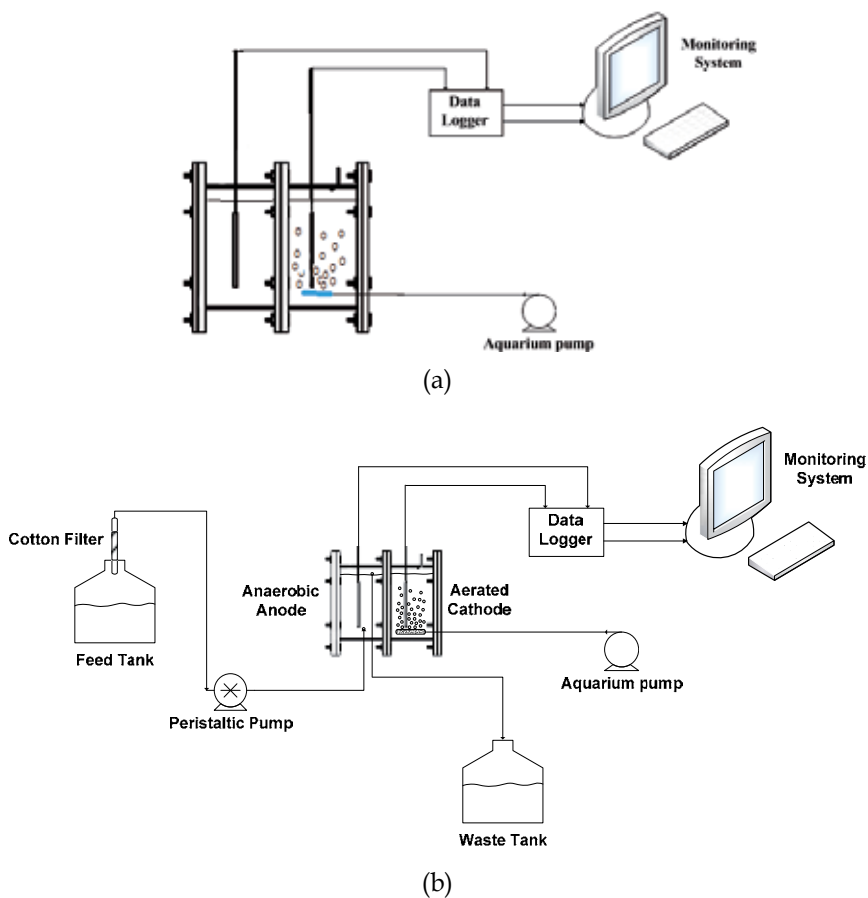 Monitoring
System
Data
Logger
Aquarium pump
(a)
Monitoring
System
Data
Logger
Cotton Filter
Anaerobic
Anode
Aerated
Cathode
Feed Tank
Aquarium pump
Peristaltic Pump
Waste Tank
(b)